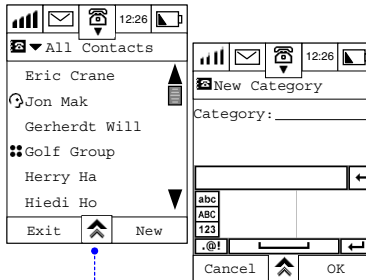 12:26
All Contacts
Eric Crane
Jon Mak
Gerherdt Will
Golf Group
Herry Ha
Hiedi Ho
Exit New
12:26
New Category
Category:
abc
ABC
123
.@!
Cancel OK